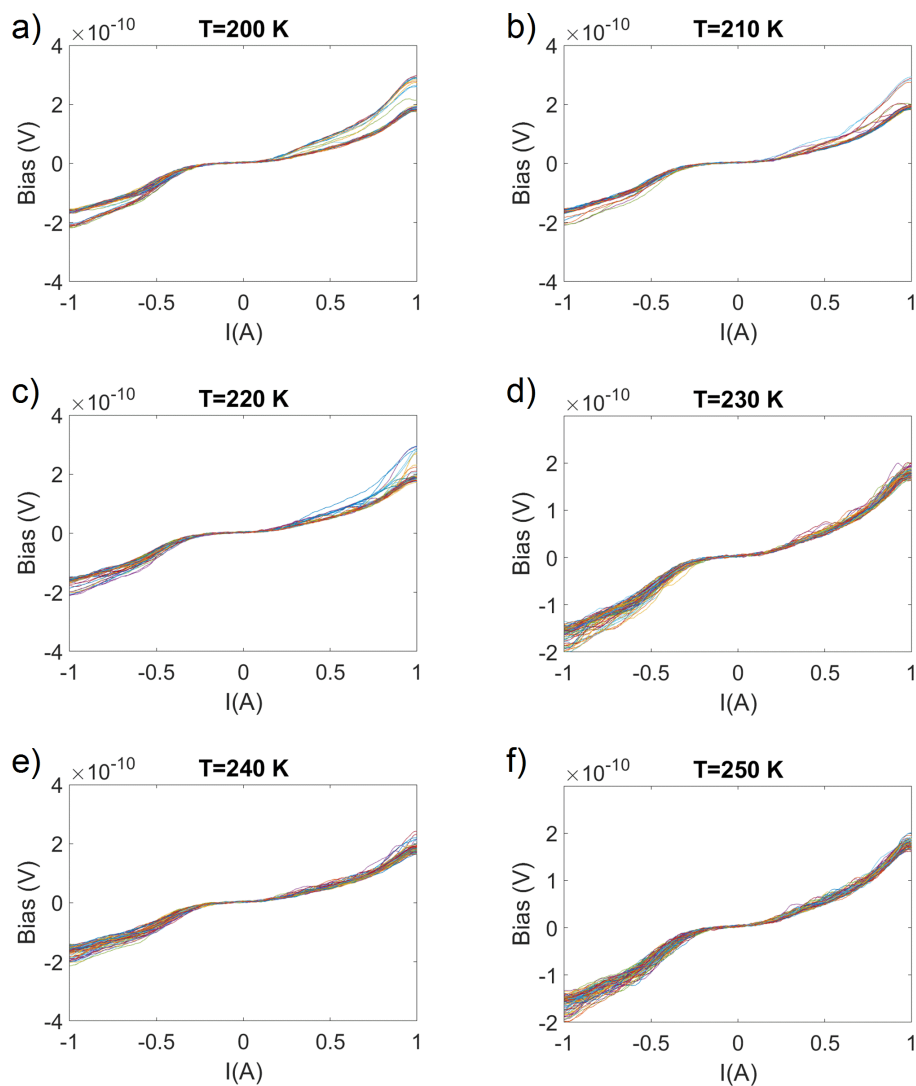 a) ×10⁻¹⁰ T=200 K
4
2
0
-2
-4
Bias (V)
-1 -0.5 0 0.5 1
I(A)
b) ×10⁻¹⁰ T=210 K
4
2
0
-2
-4
Bias (V)
-1 -0.5 0 0.5 1
I(A)
c) ×10⁻¹⁰ T=220 K
4
2
0
-2
-4
Bias (V)
-1 -0.5 0 0.5 1
I(A)
d) ×10⁻¹⁰ T=230 K
2
1
0
-1
-2
Bias (V)
-1 -0.5 0 0.5 1
I(A)
e) ×10⁻¹⁰ T=240 K
4
2
0
-2
-4
Bias (V)
-1 -0.5 0 0.5 1
I(A)
f) ×10⁻¹⁰ T=250 K
2
1
0
-1
-2
Bias (V)
-1 -0.5 0 0.5 1
I(A)